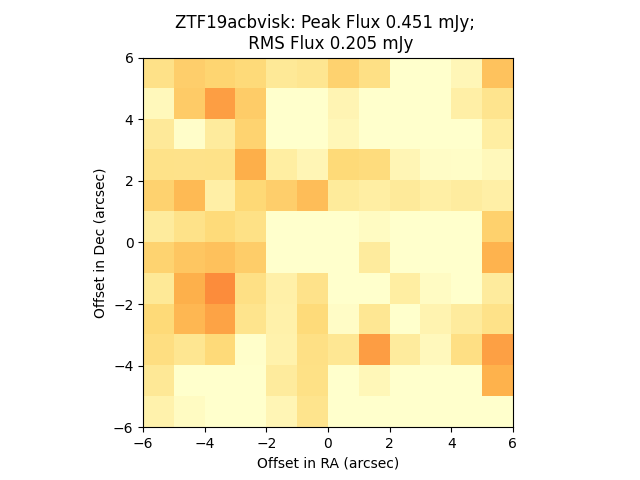 ZTF19acbvisk: Peak Flux 0.451 mJy;
RMS Flux 0.205 mJy
6
4
2
0
−2
−4
−6
Offset in Dec (arcsec)
−6 −4 −2 0 2 4 6
Offset in RA (arcsec)